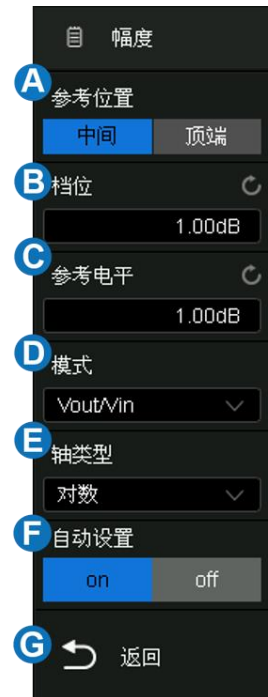 幅度
A
参考位置
中间 顶端
B
档位
1.00dB
C
参考电平
1.00dB
D
模式
Vout/Vin
E
轴类型
对数
F
自动设置
on off
G
返回